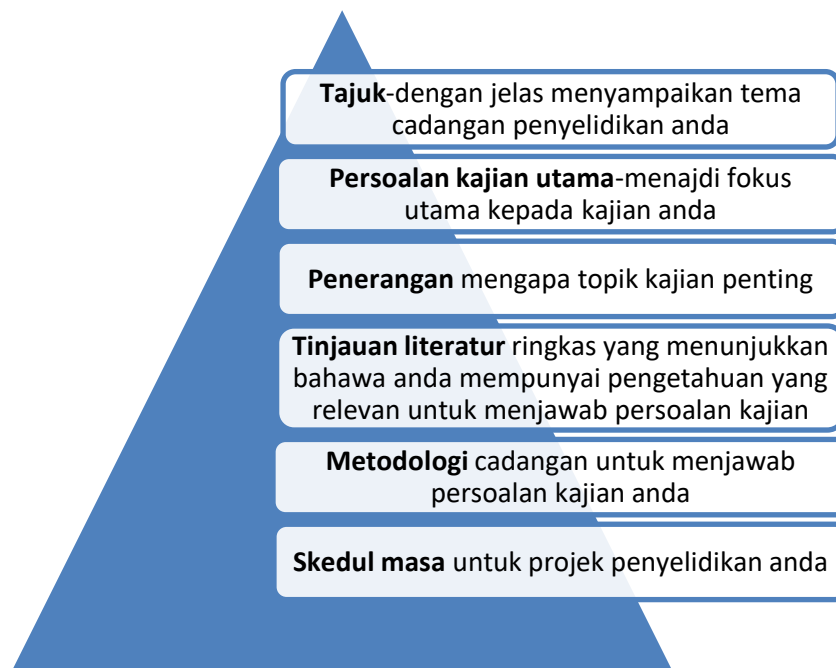 Tajuk-dengan jelas menyampaikan tema
cadangan penyelidikan anda
Persoalan kajian utama-menajdi fokus
utama kepada kajian anda
Penerangan mengapa topik kajian penting
Tinjauan literatur ringkas yang menunjukkan
bahawa anda mempunyai pengetahuan yang
relevan untuk menjawab persoalan kajian
Metodologi cadangan untuk menjawab
persoalan kajian anda
Skedul masa untuk projek penyelidikan anda